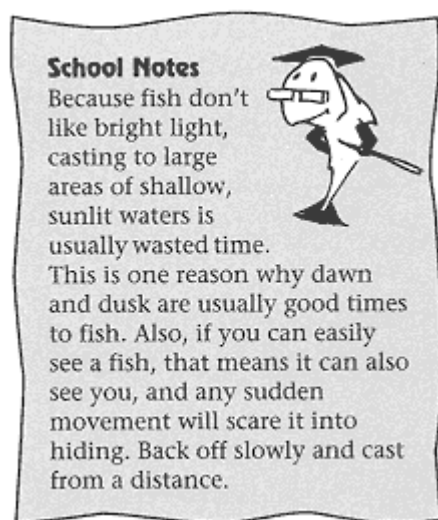 School Notes
Because fish don't
like bright light,
casting to large
areas of shallow,
sunlit waters is
usually wasted time.
This is one reason why dawn
and dusk are usually good times
to fish. Also, if you can easily
see a fish, that means it can also
see you, and any sudden
movement will scare it into
hiding. Back off slowly and cast
from a distance.